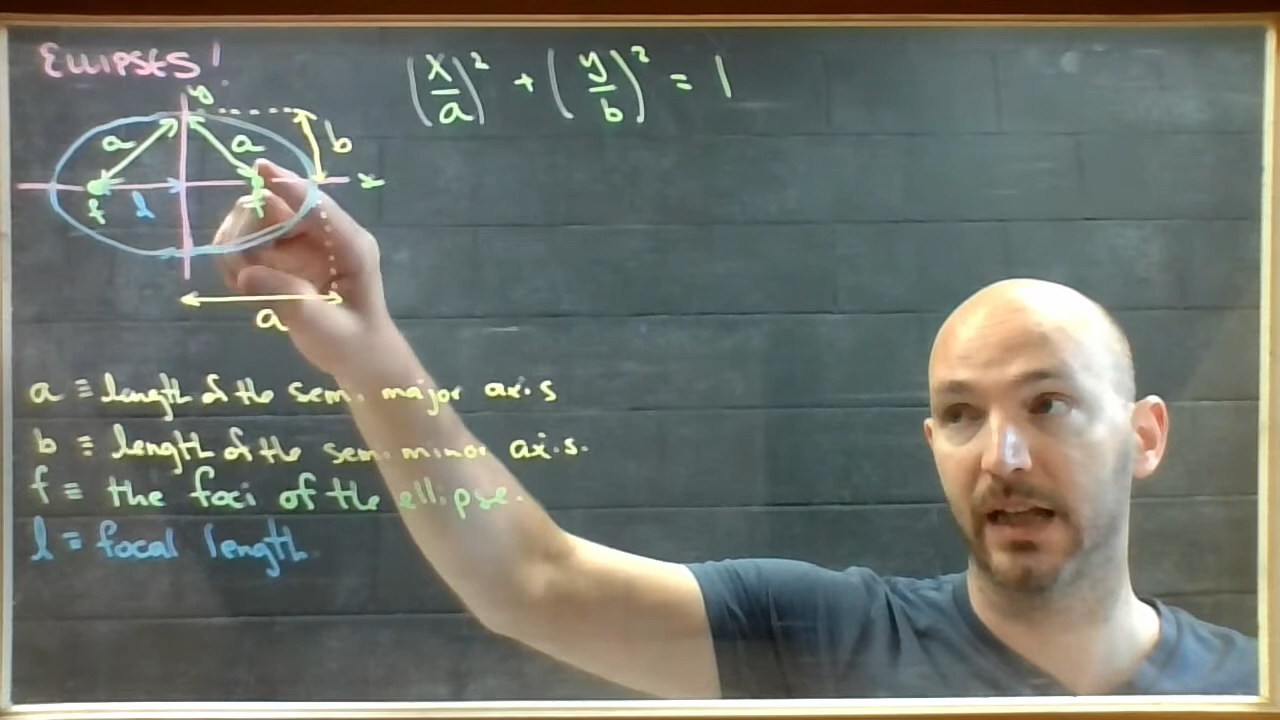 ELLIPSES!
(x/a)² + (y/b)² = 1
y
a a b
x
f l f
a
a ≡ length of the semi major axis
b ≡ length of the semi minor axis.
f ≡ the foci of the ellipse.
l ≡ focal length.